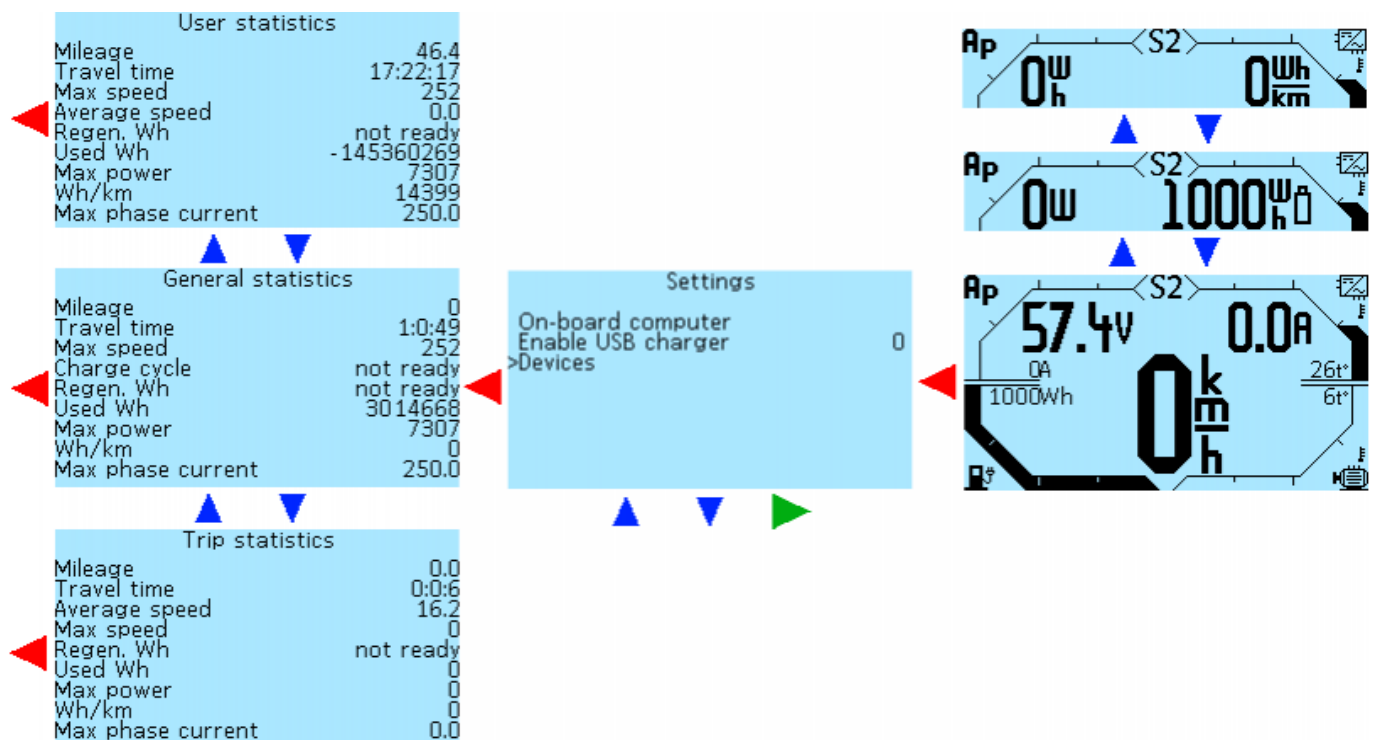 User statistics
Mileage 46.4
Travel time 17:22:17
Max speed 252
Average speed 0.0
Regen. Wh not ready
Used Wh -145360269
Max power 7307
Wh/km 14399
Max phase current 250.0
General statistics
Mileage 0
Travel time 1:0:49
Max speed 252
Charge cycle not ready
Regen. Wh not ready
Used Wh 3014668
Max power 7307
Wh/km 0
Max phase current 250.0
Trip statistics
Mileage 0.0
Travel time 0:0:6
Average speed 16.2
Max speed 0
Regen. Wh not ready
Used Wh 0
Max power 0
Wh/km 0
Max phase current 0.0
Settings
On-board computer
Enable USB charger 0
>Devices
Ap S2
0 Wh 0 Wh/km
Ap S2
0W 1000 Wh
Ap S2
57.4V 0.0A
0A 26t°
1000Wh 6t°
0 km/h